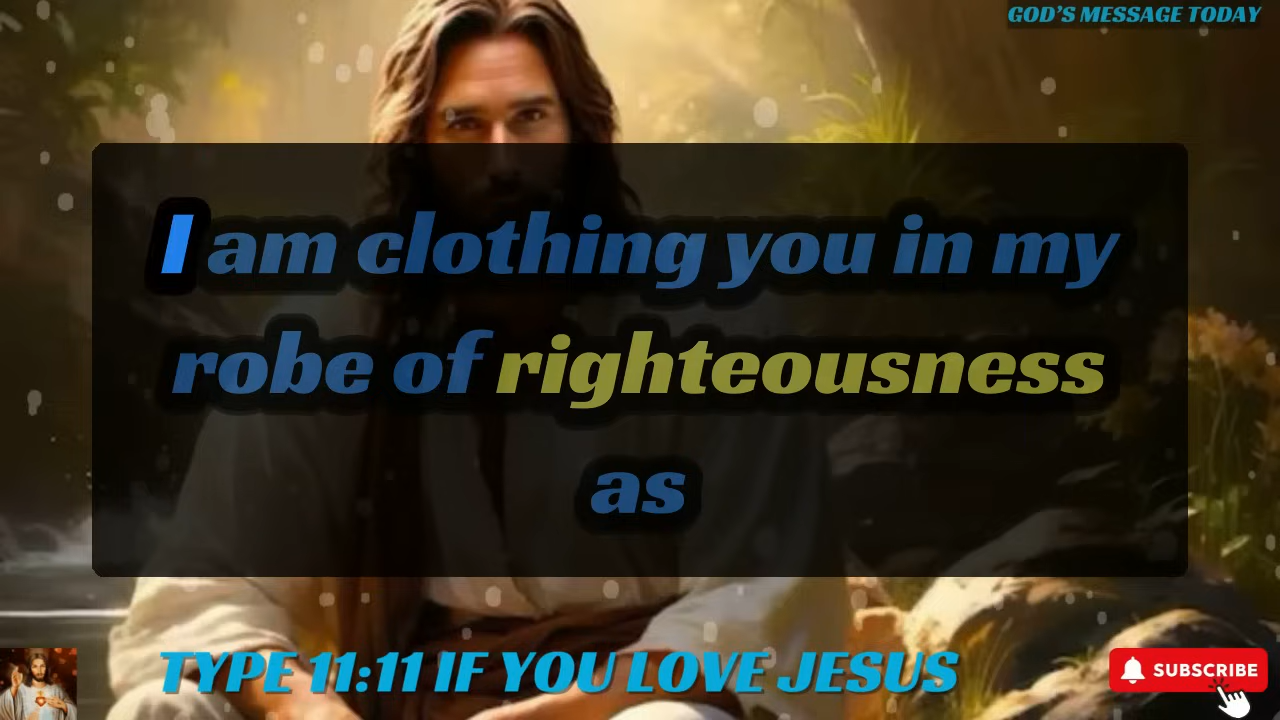 GOD'S MESSAGE TODAY
I am clothing you in my
robe of righteousness
as
TYPE 11:11 IF YOU LOVE JESUS
SUBSCRIBE